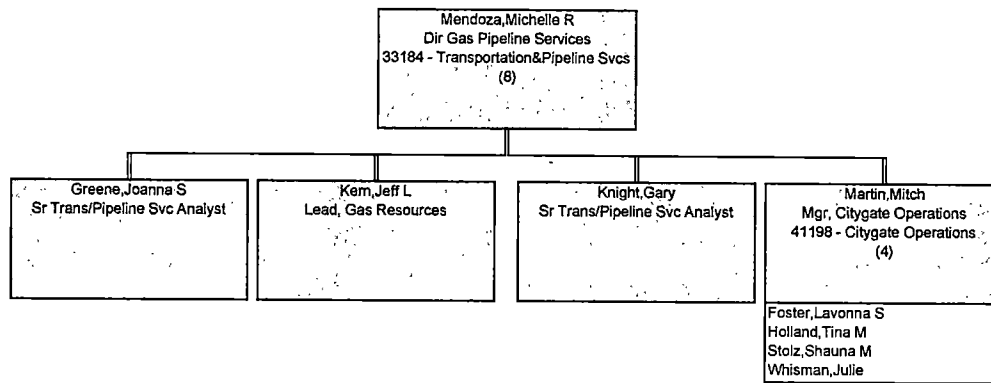 Mendoza,Michelle R
Dir Gas Pipeline Services
33184 - Transportation&Pipeline Svcs
(8)
Greene,Joanna S
Sr Trans/Pipeline Svc Analyst
Kern,Jeff L
Lead, Gas Resources
Knight,Gary
Sr Trans/Pipeline Svc Analyst
Martin,Mitch
Mgr, Citygate Operations
41198 - Citygate Operations
(4)
Foster,Lavonna S
Holland,Tina M
Stolz,Shauna M
Whisman,Julie